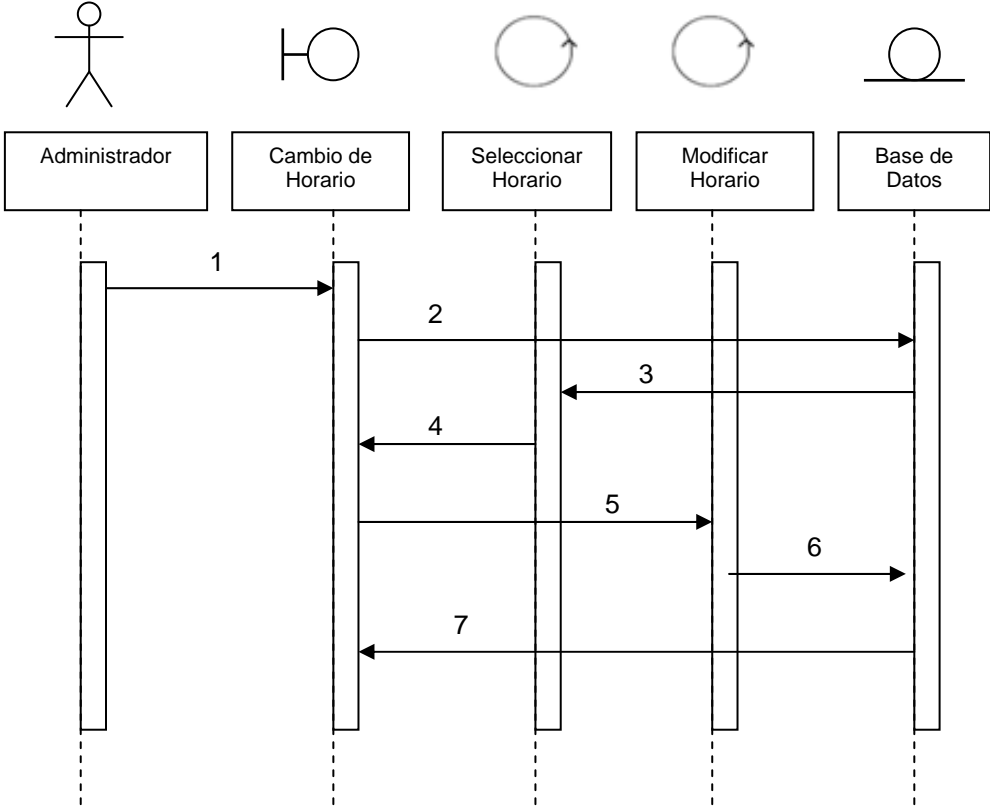 Administrador
Cambio de
Horario
Seleccionar
Horario
Modificar
Horario
Base de
Datos
1
2
3
4
5
6
7